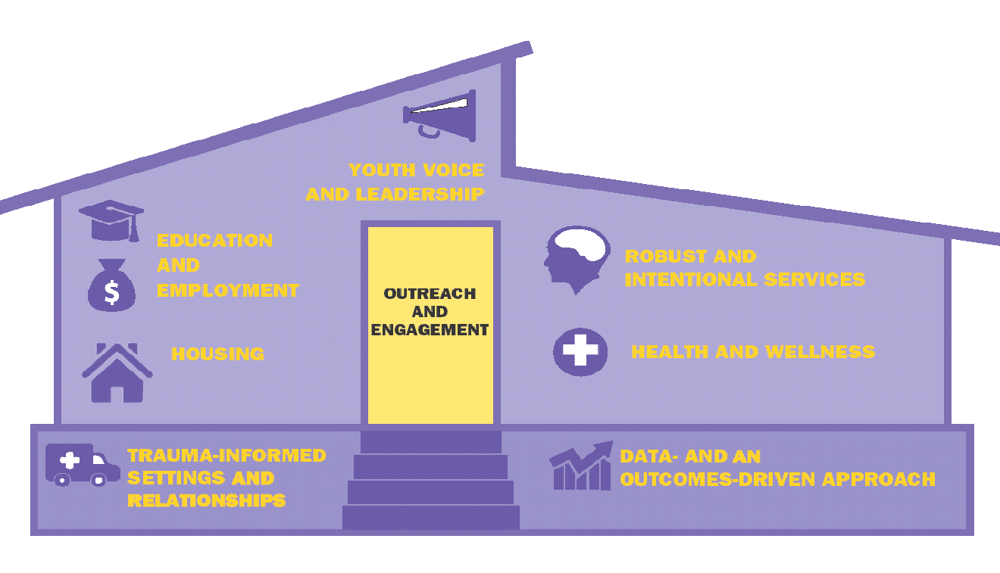 YOUTH VOICE
AND LEADERSHIP
EDUCATION
AND
EMPLOYMENT
$
HOUSING
OUTREACH
AND
ENGAGEMENT
ROBUST AND
INTENTIONAL SERVICES
HEALTH AND WELLNESS
TRAUMA-INFORMED
SETTINGS AND
RELATIONSHIPS
DATA- AND AN
OUTCOMES-DRIVEN APPROACH